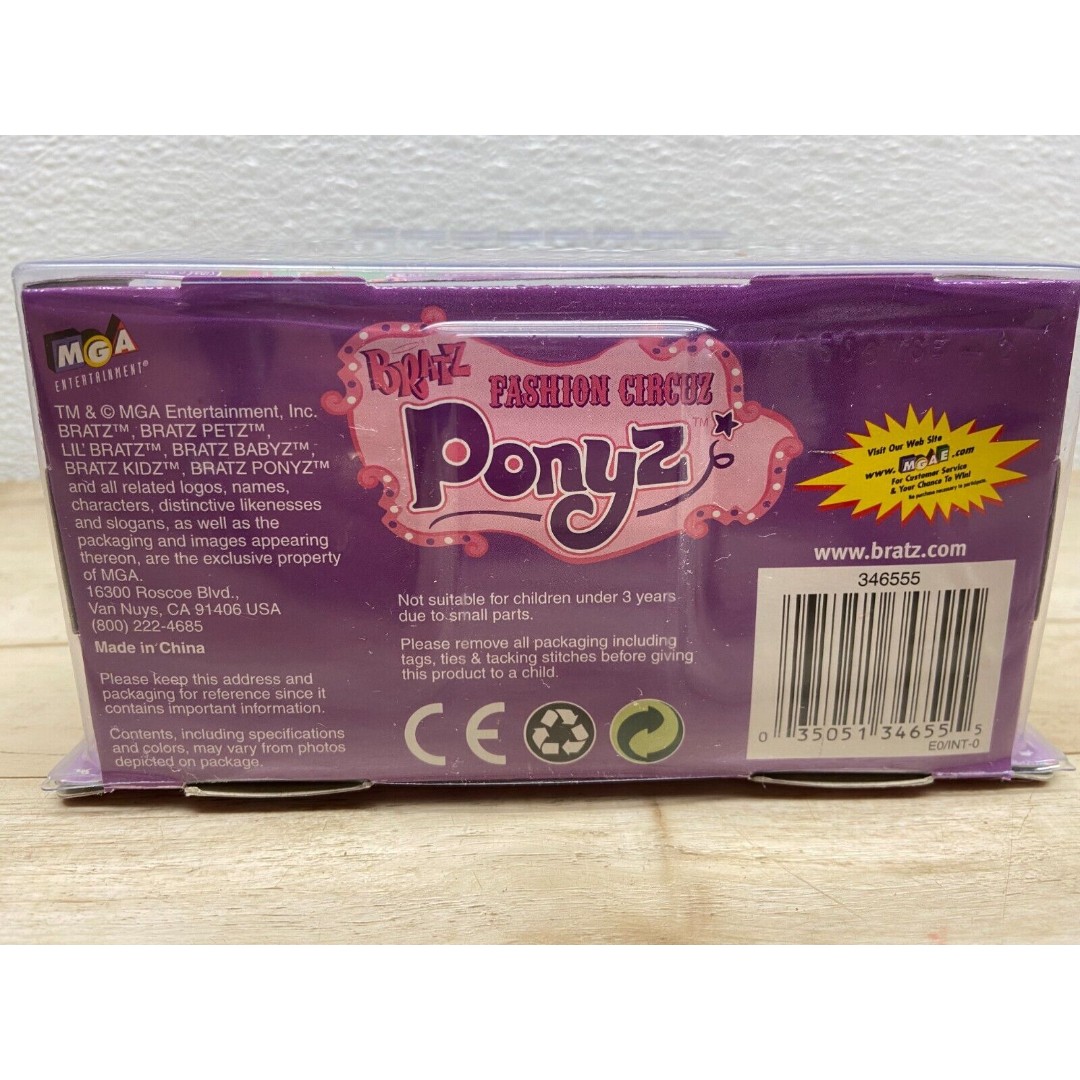 MGA
ENTERTAINMENT®
TM & © MGA Entertainment, Inc.
BRATZ™, BRATZ PETZ™,
LIL' BRATZ™, BRATZ BABYZ™,
BRATZ KIDZ™, BRATZ PONYZ™
and all related logos, names,
characters, distinctive likenesses
and slogans, as well as the
packaging and images appearing
thereon, are the exclusive property
of MGA.
16300 Roscoe Blvd.,
Van Nuys, CA 91406 USA
(800) 222-4685
Made in China
Please keep this address and
packaging for reference since it
contains important information.
Contents, including specifications
and colors, may vary from photos
depicted on package.
BRATZ
FASHION CIRCUZ
Ponyz™
Not suitable for children under 3 years
due to small parts.
Please remove all packaging including
tags, ties & tacking stitches before giving
this product to a child.
CE
Visit Our Web Site
www.MGAE.com
For Customer Service
& Your Chance To Win!
No purchase necessary to participate.
www.bratz.com
346555
0 35051 34655 5
E0/INT-0